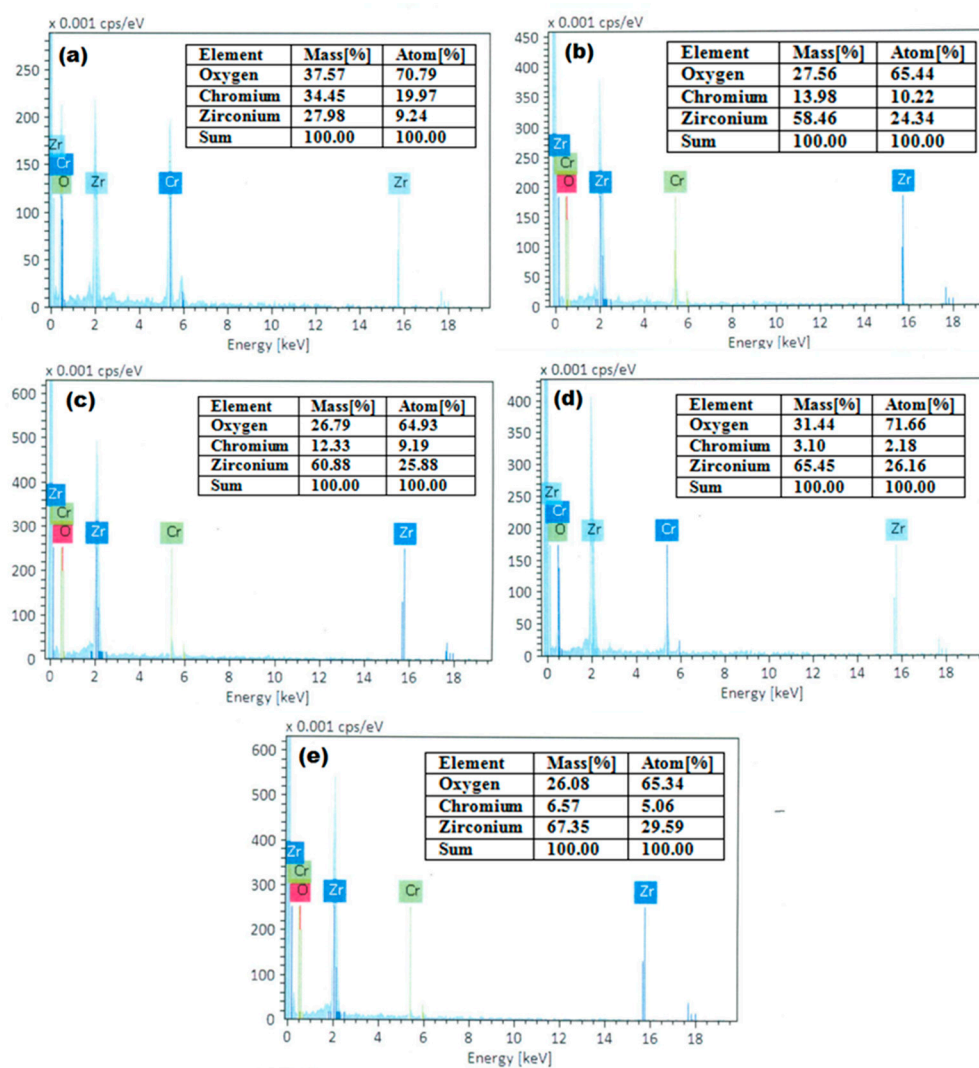 x 0.001 cps/eV
(a)
Element Mass[%] Atom[%]
Oxygen 37.57 70.79
Chromium 34.45 19.97
Zirconium 27.98 9.24
Sum 100.00 100.00
250
200
150
100
50
0
Zr
Cr
O Zr Cr Zr
0 2 4 6 8 10 12 14 16 18
Energy [keV]
x 0.001 cps/eV
(b)
Element Mass[%] Atom[%]
Oxygen 27.56 65.44
Chromium 13.98 10.22
Zirconium 58.46 24.34
Sum 100.00 100.00
450
400
350
300
250
200
150
100
50
0
Zr
Cr
O Zr Cr Zr
0 2 4 6 8 10 12 14 16 18
Energy [keV]
x 0.001 cps/eV
(c)
Element Mass[%] Atom[%]
Oxygen 26.79 64.93
Chromium 12.33 9.19
Zirconium 60.88 25.88
Sum 100.00 100.00
600
500
400
300
200
100
0
Zr
Cr
O Zr Cr Zr
0 2 4 6 8 10 12 14 16 18
Energy [keV]
x 0.001 cps/eV
(d)
Element Mass[%] Atom[%]
Oxygen 31.44 71.66
Chromium 3.10 2.18
Zirconium 65.45 26.16
Sum 100.00 100.00
400
350
300
250
200
150
100
50
0
Zr
Cr
O Zr Cr Zr
0 2 4 6 8 10 12 14 16 18
Energy [keV]
x 0.001 cps/eV
(e)
Element Mass[%] Atom[%]
Oxygen 26.08 65.34
Chromium 6.57 5.06
Zirconium 67.35 29.59
Sum 100.00 100.00
600
500
400
300
200
100
0
Zr
Cr
O Zr Cr Zr
0 2 4 6 8 10 12 14 16 18
Energy [keV]